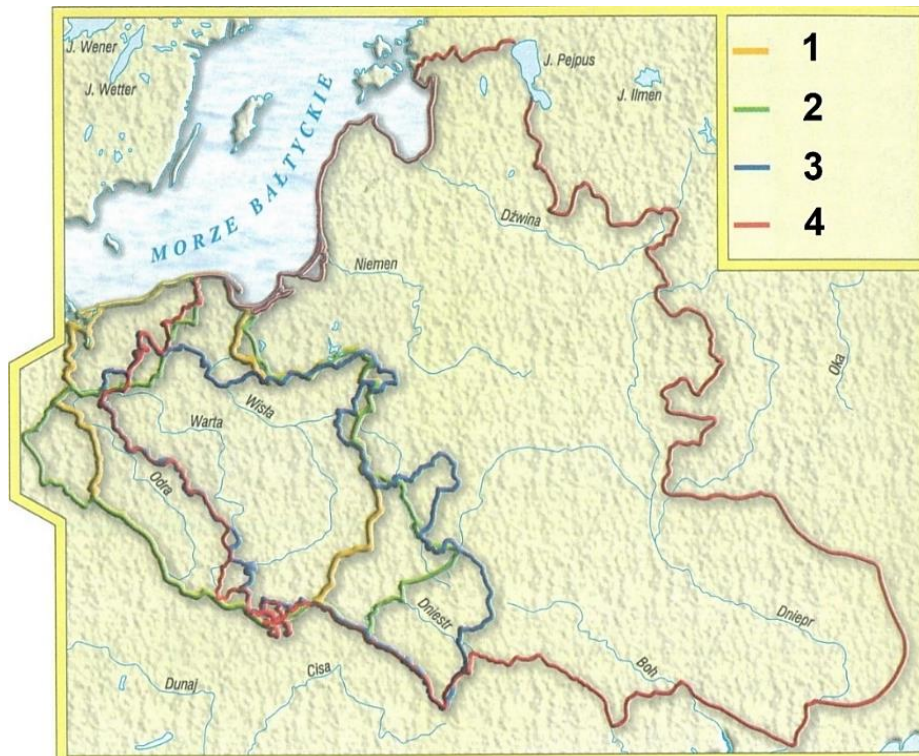 J. Wener
J. Wetter
MORZE BAŁTYCKIE
J. Pejpus
J. Ilmen
1
2
3
4
Dźwina
Niemen
Oka
Wisła
Warta
Odra
Dniestr
Dniepr
Boh
Cisa
Dunaj